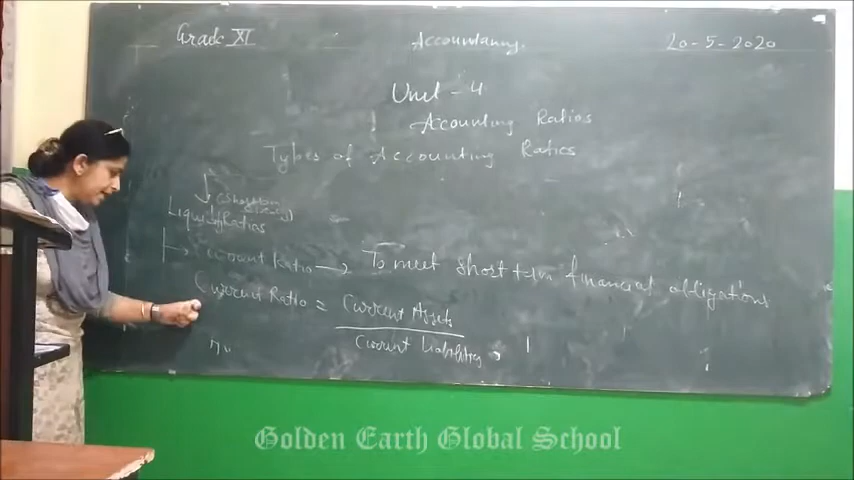 Grade XI Accountancy 20-5-2020
Unit - 4
Accounting Ratios
Types of Accounting Ratios
Liquidity Ratios
Current Ratio → To meet short term financial obligations
Current Ratio = Current Assets
Current Liabilities
Golden Earth Global School